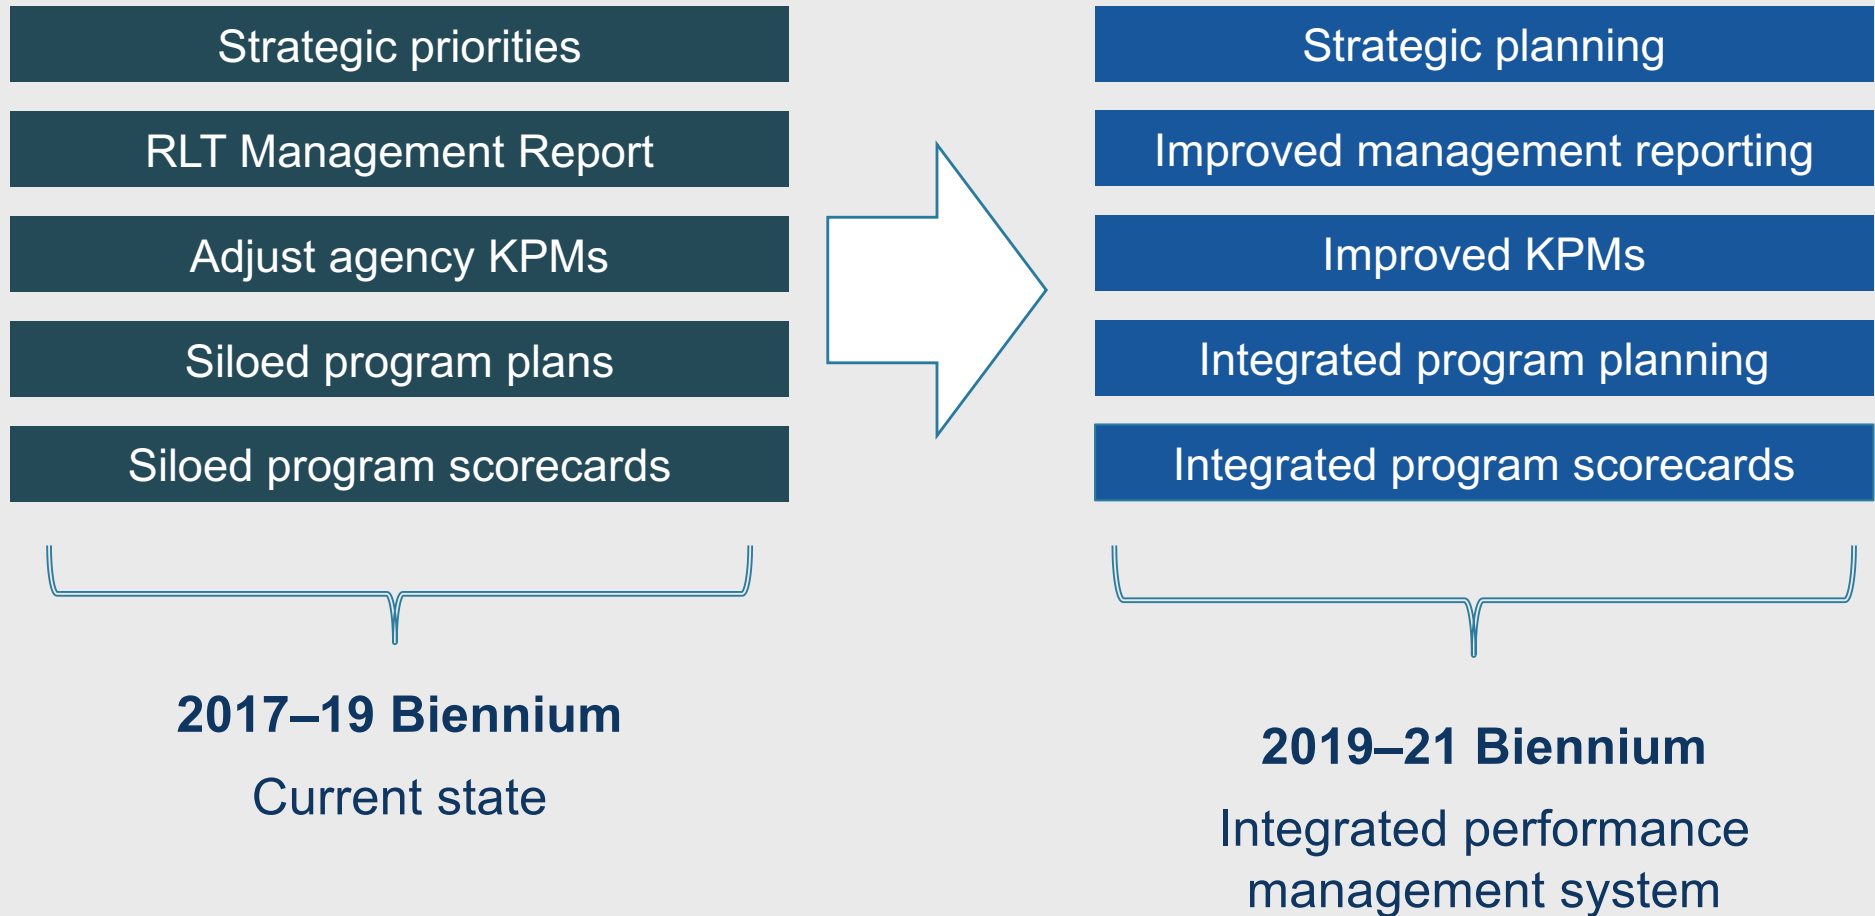 Strategic priorities
RLT Management Report
Adjust agency KPMs
Siloed program plans
Siloed program scorecards
2017–19 Biennium
Current state
Strategic planning
Improved management reporting
Improved KPMs
Integrated program planning
Integrated program scorecards
2019–21 Biennium
Integrated performance
management system